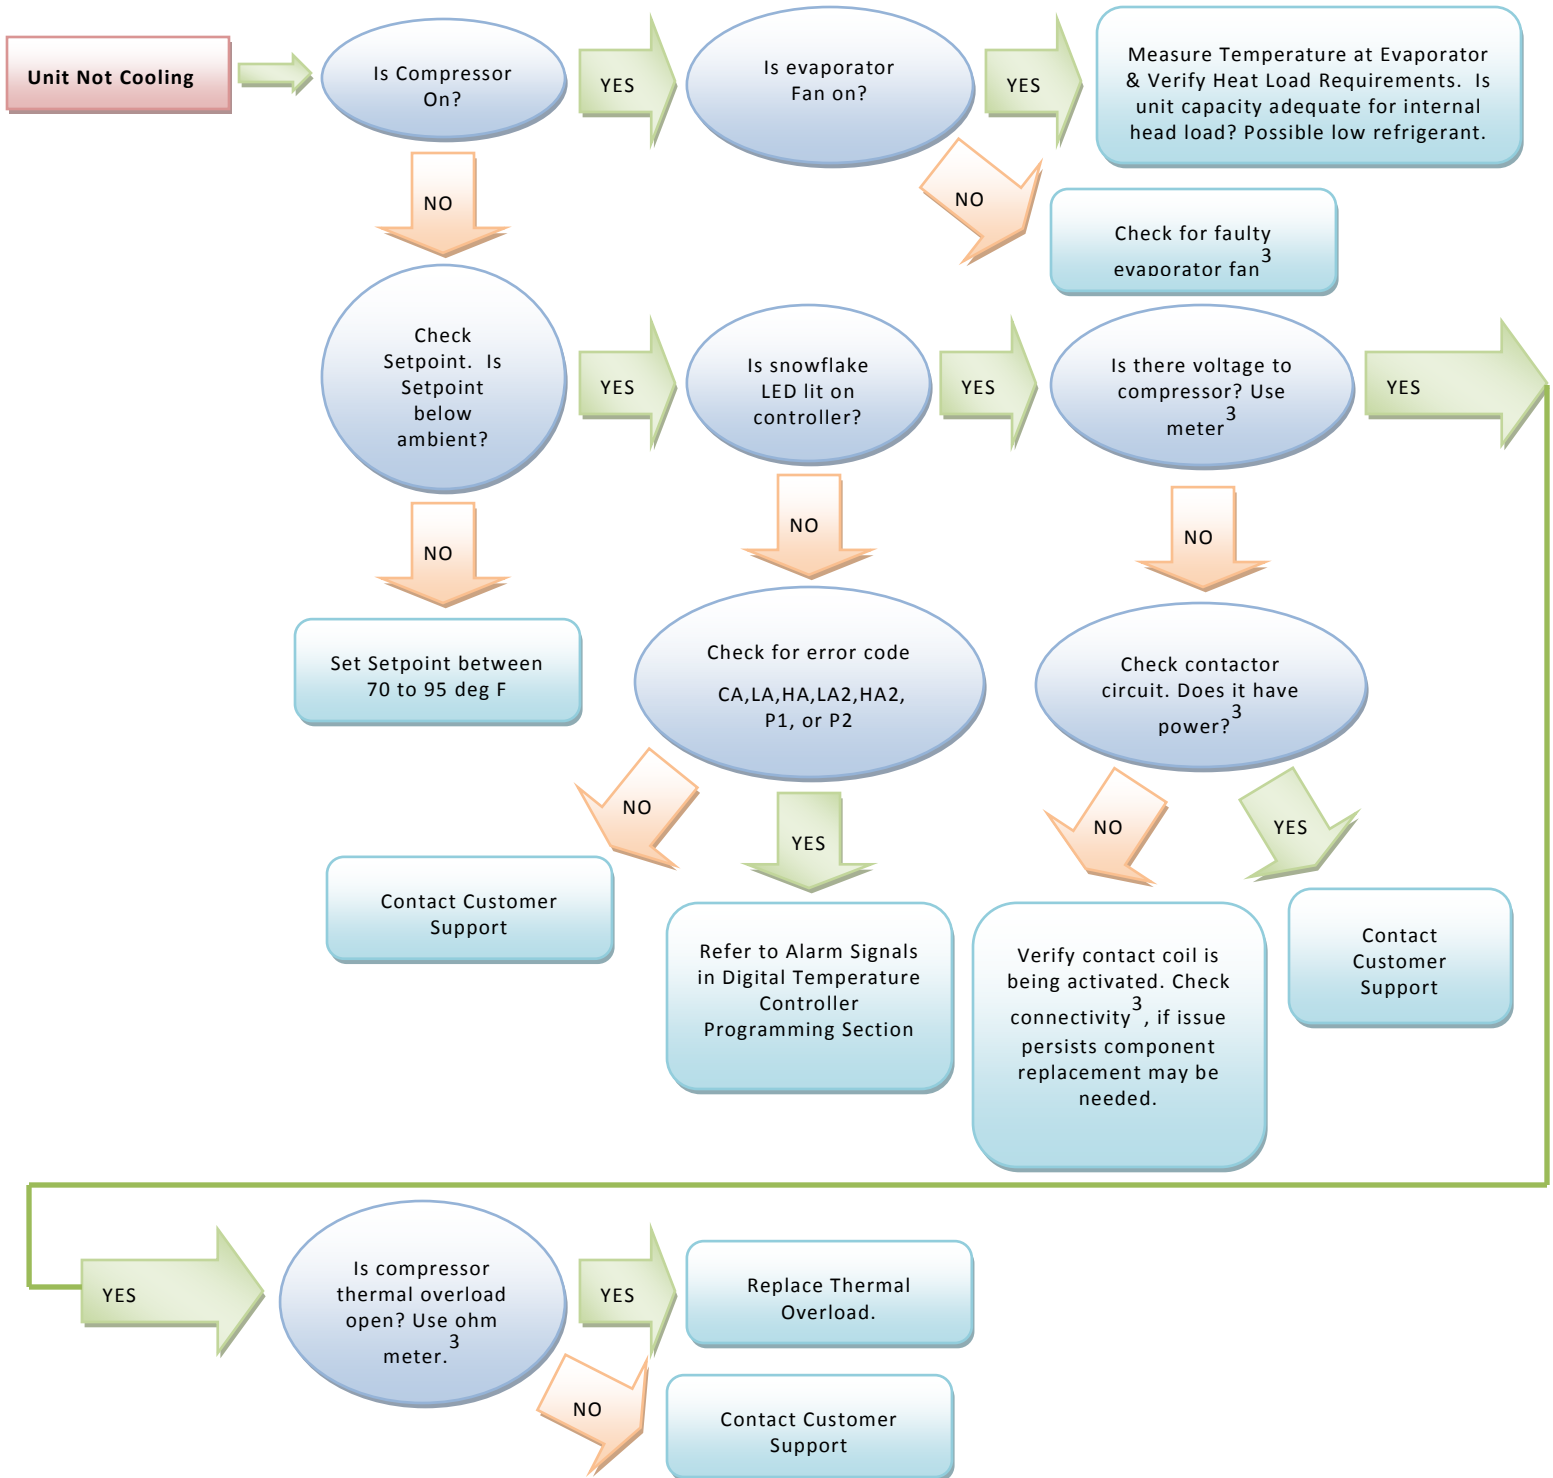 Unit Not Cooling
Is Compressor
On?
YES
Is evaporator
Fan on?
YES
Measure Temperature at Evaporator
& Verify Heat Load Requirements. Is
unit capacity adequate for internal
head load? Possible low refrigerant.
NO
NO
Check for faulty
evaporator fan3
Check
Setpoint. Is
Setpoint
below
ambient?
YES
Is snowflake
LED lit on
controller?
YES
Is there voltage to
compressor? Use
meter3
YES
NO
NO
NO
Set Setpoint between
70 to 95 deg F
Check for error code
CA,LA,HA,LA2,HA2,
P1, or P2
Check contactor
circuit. Does it have
power?3
NO
YES
NO
YES
Contact Customer
Support
Refer to Alarm Signals
in Digital Temperature
Controller
Programming Section
Verify contact coil is
being activated. Check
connectivity3, if issue
persists component
replacement may be
needed.
Contact
Customer
Support
YES
Is compressor
thermal overload
open? Use ohm
meter.3
YES
Replace Thermal
Overload.
NO
Contact Customer
Support